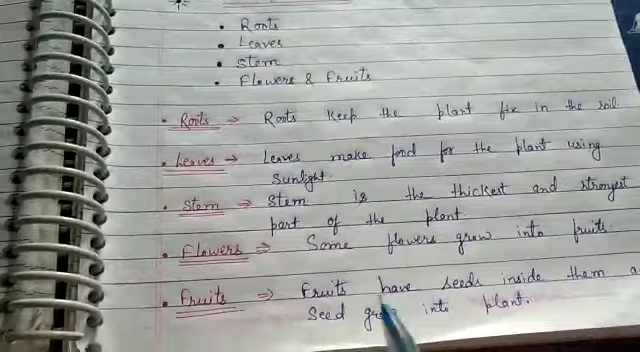 • Roots
• Leaves
• Stem
• Flowers & Fruits
• Roots ⇒ Roots keep the plant fix in the soil
• Leaves ⇒ Leaves make food for the plant using
Sunlight.
• Stem ⇒ Stem is the thickest and strongest
part of the plant.
• Flowers ⇒ Some flowers grow into fruits.
• Fruits ⇒ Fruits have seeds inside them a
Seed into plant.